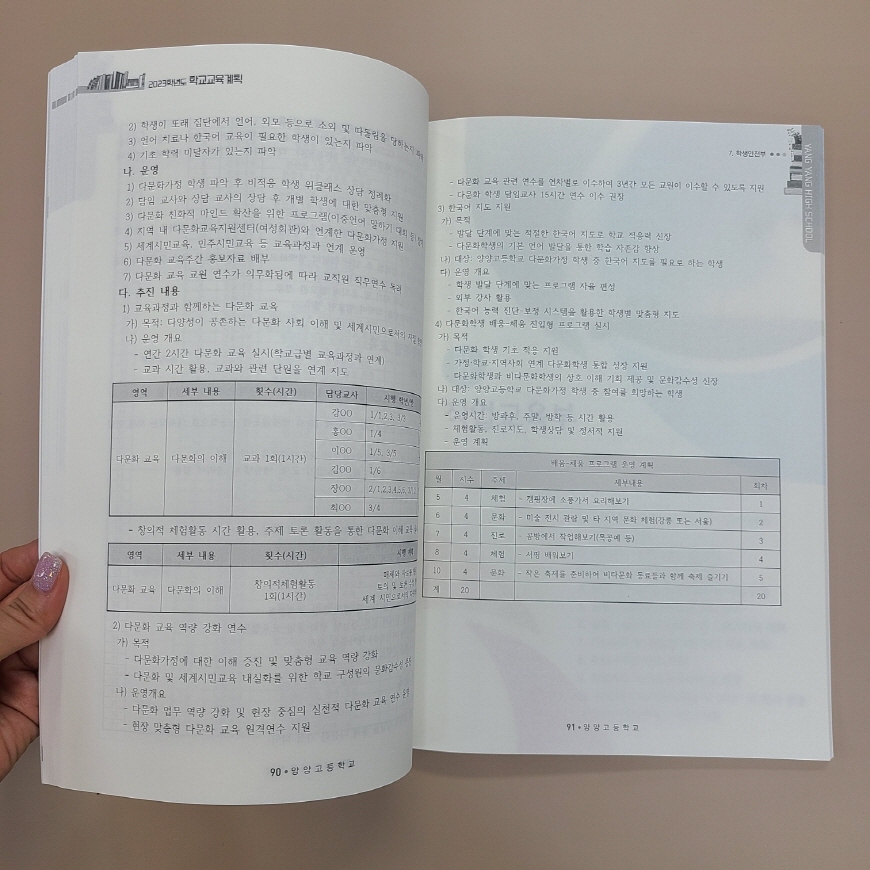 2023학년도 학교교육계획
2) 학생이 또래 집단에서 언어, 외모 등으로 소외 및 따돌림을 당하는지 파악
3) 언어 치료나 한국어 교육이 필요한 학생이 있는지 파악
4) 기초 학력 미달자가 있는지 파악
나. 운영
1) 다문화가정 학생 파악 후 비적응 학생 위클래스 상담 정례화
2) 담임 교사와 상담 교사의 상담 후 개별 학생에 대한 맞춤형 지원
3) 다문화 친화적 마인드 확산을 위한 프로그램(이중언어 말하기 대회 등)
4) 지역 내 다문화교육지원센터(여성회관)와 연계한 다문화가정 지원
5) 세계시민교육, 민주시민교육 등 교육과정과 연계 운영
6) 다문화 교육주간 홍보자료 배부
7) 다문화 교육 교원 연수가 의무화됨에 따라 교직원 직무연수 독려
다. 추진 내용
1) 교육과정과 함께하는 다문화 교육
가) 목적: 다양성이 공존하는 다문화 사회 이해 및 세계시민으로서의
나) 운영 개요
- 연간 2시간 다문화 교육 실시(학교급별 교육과정과 연계)
- 교과 시간 활용, 교과와 관련 단원을 연계 지도
영역 세부 내용 횟수(시간) 담당교사 시행 학년/반
다문화 교육 다문화의 이해 교과 1회(1시간)
강OO 1/1,2,3, 3/3
홍OO 1/4
이OO 1/5, 3/5
김OO 1/6
장OO 2/1,2,3,4,5,6,
최OO 3/4
- 창의적 체험활동 시간 활용, 주제 토론 활동을 통한 다문화 이해 교육
영역 세부 내용 횟수(시간) 시행
다문화 교육 다문화의 이해 창의적체험활동
1회(1시간)
세계 시민으로서의
2) 다문화 교육 역량 강화 연수
가) 목적
- 다문화가정에 대한 이해 증진 및 맞춤형 교육 역량 강화
- 다문화 및 세계시민교육 내실화를 위한 학교 구성원의 문화감수성 증진
나) 운영개요
- 다문화 업무 역량 강화 및 현장 중심의 실천적 다문화 교육 연수 운영
- 현장 맞춤형 다문화 교육 원격연수 지원
90 • 양양고등학교
7. 학생안전부
YANG YANG HIGH SCHOOL
- 다문화 교육 관련 연수를 연차별로 이수하여 3년간 모든 교원이 이수할 수 있도록 지원
- 다문화 학생 담임교사 15시간 연수 이수 권장
3) 한국어 지도 지원
가) 목적
- 발달 단계에 맞는 적절한 한국어 지도로 학교 적응력 신장
- 다문화학생의 기본 언어 발달을 통한 학습 자존감 향상
나) 대상: 양양고등학교 다문화가정 학생 중 한국어 지도를 필요로 하는 학생
다) 운영 개요
- 학생 발달 단계에 맞는 프로그램 자율 편성
- 외부 강사 활용
- 한국어 능력 진단·보정 시스템을 활용한 학생별 맞춤형 지도
4) 다문화학생 배움-채움 진입형 프로그램 실시
가) 목적
- 다문화 학생 기초 적응 지원
- 가정·학교·지역사회 연계 다문화학생 통합 성장 지원
- 다문화학생과 비다문화학생의 상호 이해 기회 제공 및 문화감수성 신장
나) 대상: 양양고등학교 다문화가정 학생 중 참여를 희망하는 학생
다) 운영 개요
- 운영시간: 방과후, 주말, 방학 등 시간 활용
- 체험활동, 진로지도, 학생상담 및 정서적 지원
- 운영 계획
배움-채움 프로그램 운영 계획
월 시수 주제 세부내용 회차
5 4 체험 - 캠핑장에 소풍가서 요리해보기 1
6 4 문화 - 미술 전시 관람 및 타 지역 문화 체험(강릉 또는 서울) 2
7 4 진로 - 공방에서 작업해보기(목공예 등) 3
8 4 체험 - 서핑 배워보기 4
10 4 문화 - 작은 축제를 준비하여 비다문화 동료들과 함께 축제 즐기기 5
계 20 20
91 • 양양고등학교